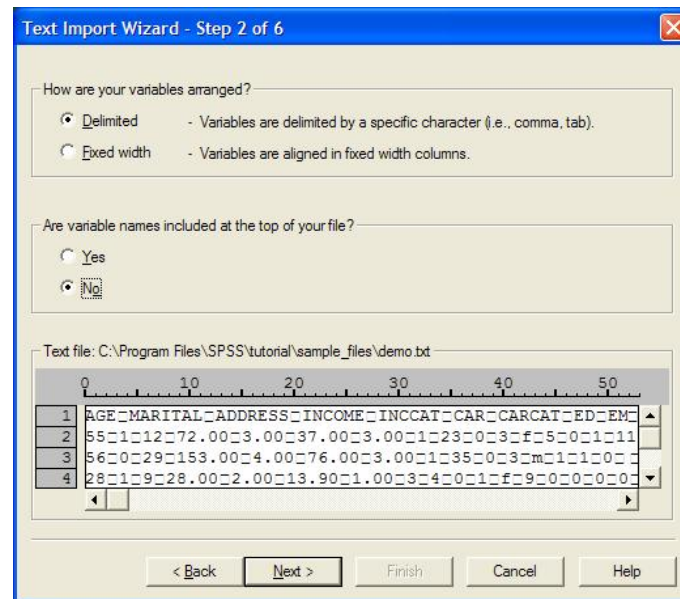 Text Import Wizard - Step 2 of 6
How are your variables arranged?
Delimited - Variables are delimited by a specific character (i.e., comma, tab).
Fixed width - Variables are aligned in fixed width columns.
Are variable names included at the top of your file?
Yes
No
Text file: C:\Program Files\SPSS\tutorial\sample_files\demo.txt
0 10 20 30 40 50
1 AGE□MARITAL□ADDRESS□INCOME□INCCAT□CAR□CARCAT□ED□EM□
2 55□1□12□72.00□3.00□37.00□3.00□1□23□0□3□f□5□0□1□11
3 56□0□29□153.00□4.00□76.00□3.00□1□35□0□3□m□1□1□0□
4 28□1□9□28.00□2.00□13.90□1.00□3□4□0□1□f□9□0□0□0□0□
< Back Next > Finish Cancel Help